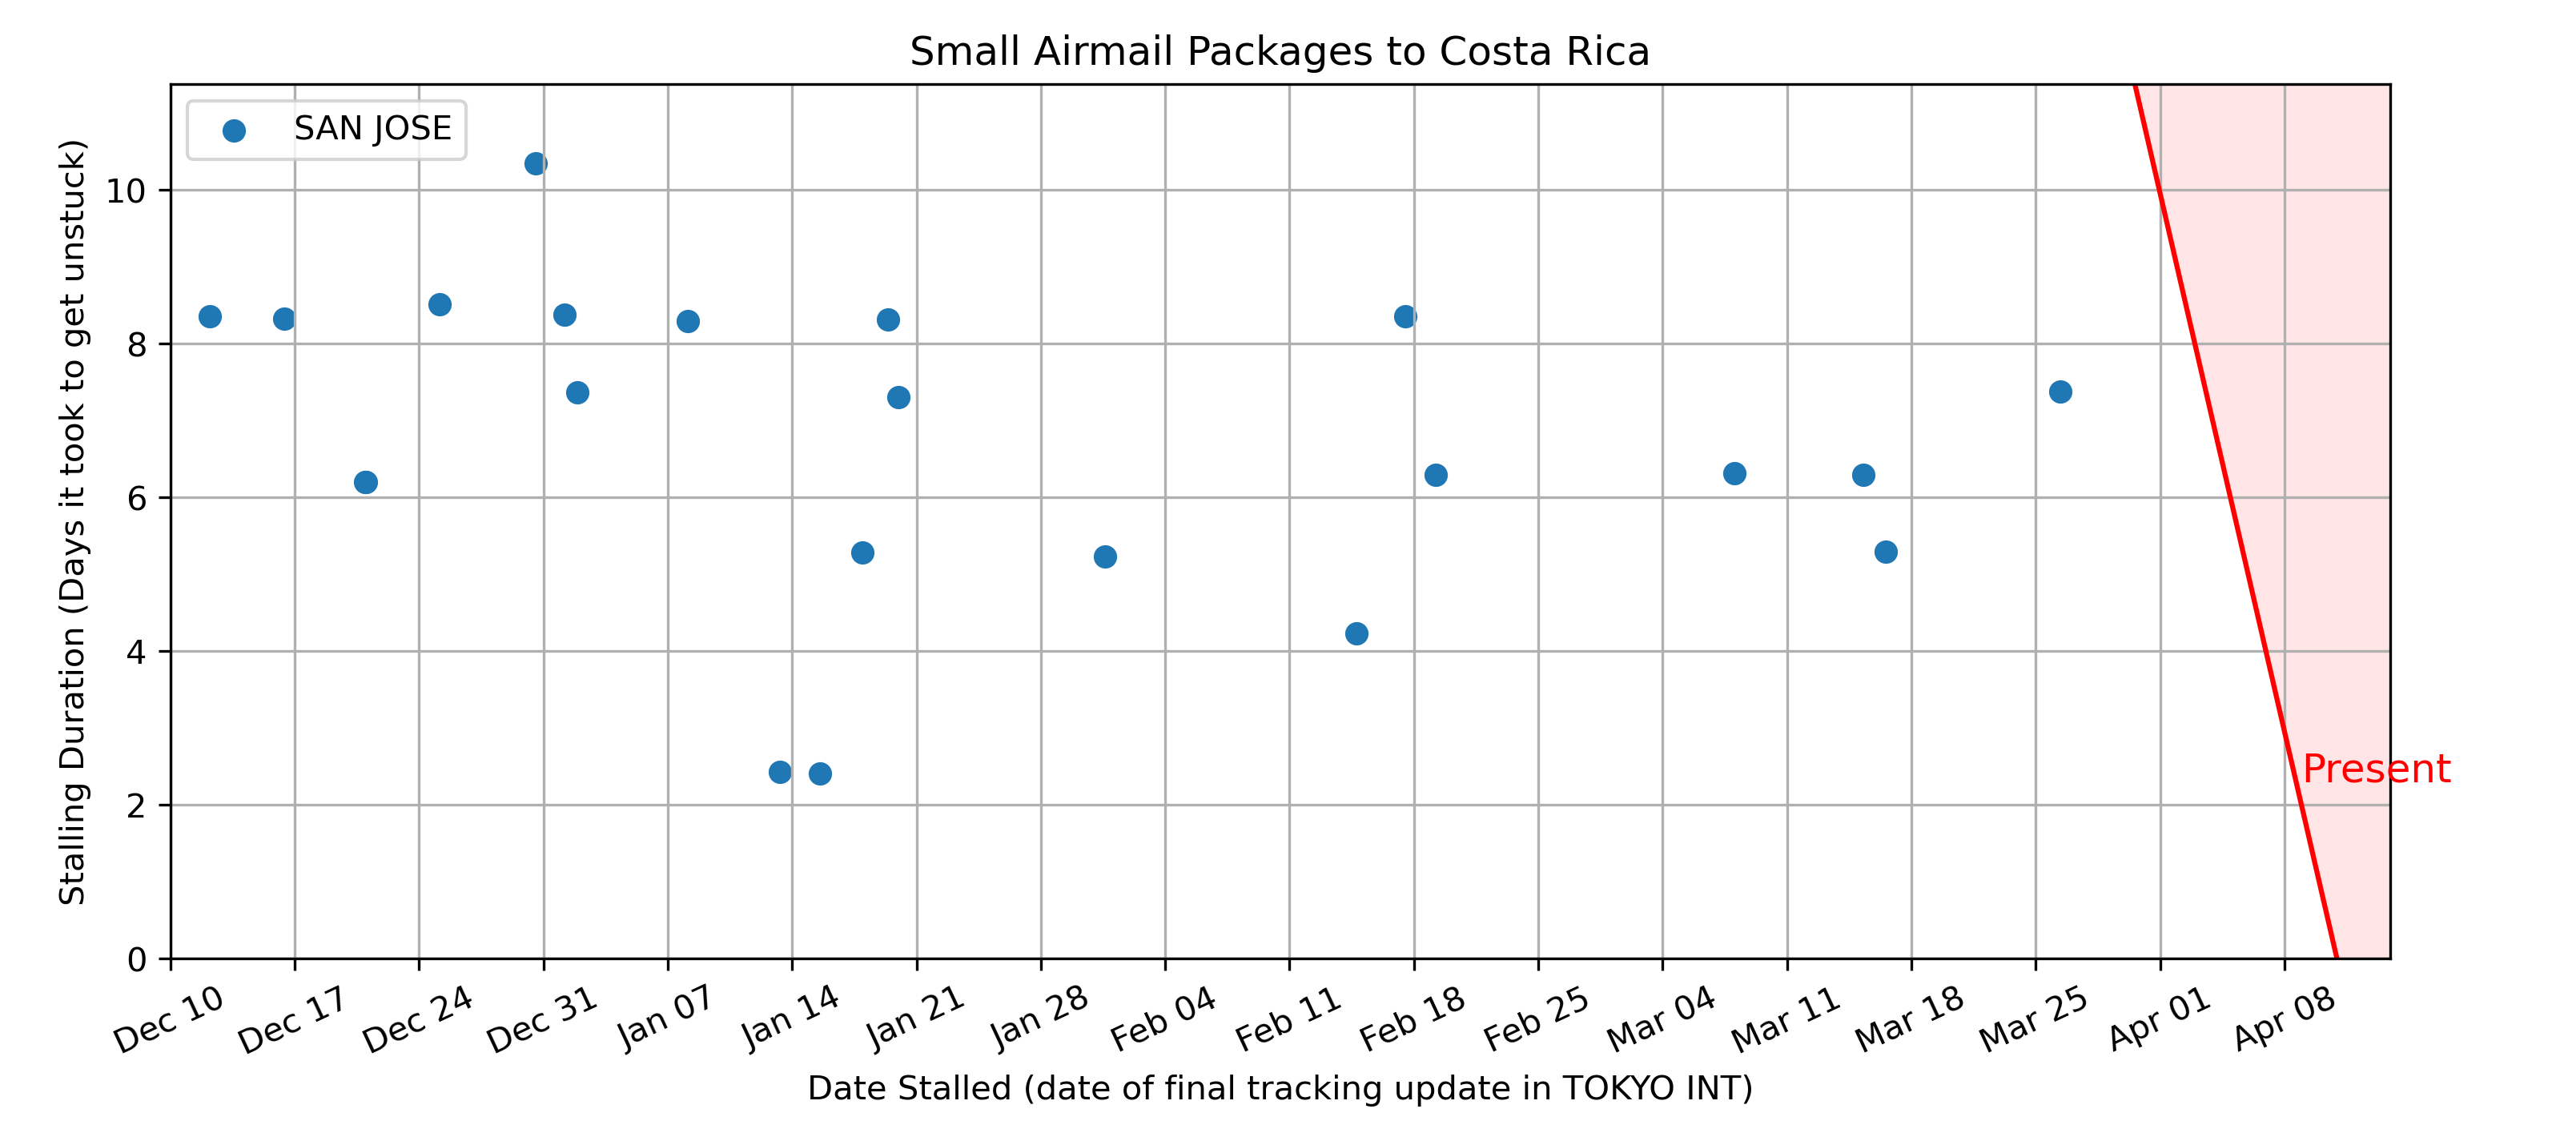 Small Airmail Packages to Costa Rica
SAN JOSE
Stalling Duration (Days it took to get unstuck)
10
8
6
4
2
0
Present
Dec 10
Dec 17
Dec 24
Dec 31
Jan 07
Jan 14
Jan 21
Jan 28
Feb 04
Feb 11
Feb 18
Feb 25
Mar 04
Mar 11
Mar 18
Mar 25
Apr 01
Apr 08
Date Stalled (date of final tracking update in TOKYO INT)